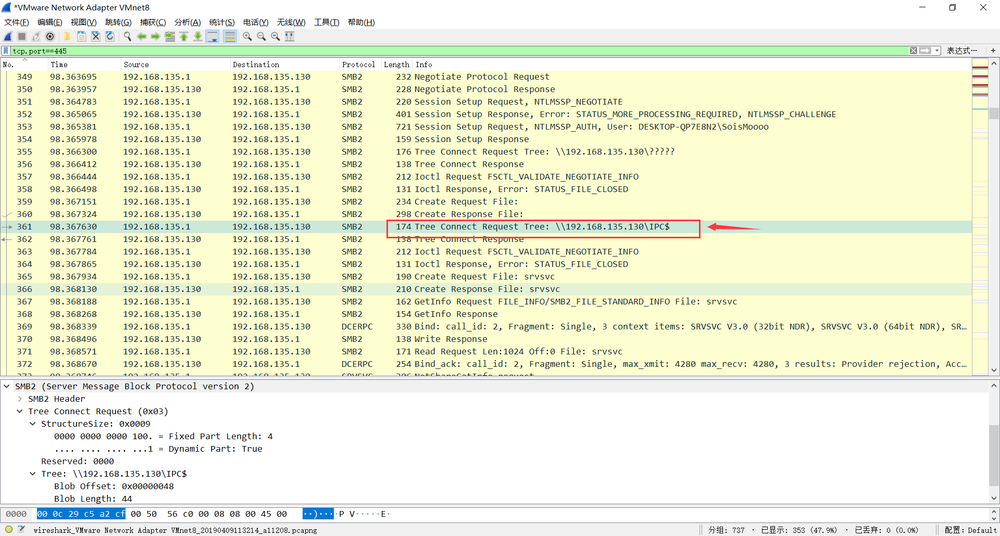 *VMware Network Adapter VMnet8
文件(F) 编辑(E) 视图(V) 跳转(G) 捕获(C) 分析(A) 统计(S) 电话(Y) 无线(W) 工具(T) 帮助(H)
tcp.port==445 表达式… +
No. Time Source Destination Protocol Length Info
349 98.363695 192.168.135.1 192.168.135.130 SMB2 232 Negotiate Protocol Request
350 98.363957 192.168.135.130 192.168.135.1 SMB2 228 Negotiate Protocol Response
351 98.364783 192.168.135.1 192.168.135.130 SMB2 220 Session Setup Request, NTLMSSP_NEGOTIATE
352 98.365065 192.168.135.130 192.168.135.1 SMB2 401 Session Setup Response, Error: STATUS_MORE_PROCESSING_REQUIRED, NTLMSSP_CHALLENGE
353 98.365381 192.168.135.1 192.168.135.130 SMB2 721 Session Setup Request, NTLMSSP_AUTH, User: DESKTOP-QP7E8N2\SoisMoooo
354 98.365978 192.168.135.130 192.168.135.1 SMB2 159 Session Setup Response
355 98.366300 192.168.135.1 192.168.135.130 SMB2 176 Tree Connect Request Tree: \\192.168.135.130\?????
356 98.366412 192.168.135.130 192.168.135.1 SMB2 138 Tree Connect Response
357 98.366444 192.168.135.1 192.168.135.130 SMB2 212 Ioctl Request FSCTL_VALIDATE_NEGOTIATE_INFO
358 98.366498 192.168.135.130 192.168.135.1 SMB2 131 Ioctl Response, Error: STATUS_FILE_CLOSED
359 98.367151 192.168.135.1 192.168.135.130 SMB2 234 Create Request File:
360 98.367324 192.168.135.130 192.168.135.1 SMB2 298 Create Response File:
361 98.367630 192.168.135.1 192.168.135.130 SMB2 174 Tree Connect Request Tree: \\192.168.135.130\IPC$
362 98.367761 192.168.135.130 192.168.135.1 SMB2 138 Tree Connect Response
363 98.367784 192.168.135.1 192.168.135.130 SMB2 212 Ioctl Request FSCTL_VALIDATE_NEGOTIATE_INFO
364 98.367865 192.168.135.130 192.168.135.1 SMB2 131 Ioctl Response, Error: STATUS_FILE_CLOSED
365 98.367934 192.168.135.1 192.168.135.130 SMB2 190 Create Request File: srvsvc
366 98.368130 192.168.135.130 192.168.135.1 SMB2 210 Create Response File: srvsvc
367 98.368188 192.168.135.1 192.168.135.130 SMB2 162 GetInfo Request FILE_INFO/SMB2_FILE_STANDARD_INFO File: srvsvc
368 98.368268 192.168.135.130 192.168.135.1 SMB2 154 GetInfo Response
369 98.368339 192.168.135.1 192.168.135.130 DCERPC 330 Bind: call_id: 2, Fragment: Single, 3 context items: SRVSVC V3.0 (32bit NDR), SRVSVC V3.0 (64bit NDR), SR…
370 98.368496 192.168.135.130 192.168.135.1 SMB2 138 Write Response
371 98.368571 192.168.135.1 192.168.135.130 SMB2 171 Read Request Len:1024 Off:0 File: srvsvc
372 98.368670 192.168.135.130 192.168.135.1 DCERPC 254 Bind_ack: call_id: 2, Fragment: Single, max_xmit: 4280 max_recv: 4280, 3 results: Provider rejection, Acc…
373 98.368746 192.168.135.1 192.168.135.130 SRVSVC 306 NetShareGetInfo request
SMB2 (Server Message Block Protocol version 2)
SMB2 Header
Tree Connect Request (0x03)
StructureSize: 0x0009
0000 0000 0000 100. = Fixed Part Length: 4
.... .... .... ...1 = Dynamic Part: True
Reserved: 0000
Tree: \\192.168.135.130\IPC$
Blob Offset: 0x00000048
Blob Length: 44
0000 00 0c 29 c5 a2 cf 00 50 56 c0 00 08 08 00 45 00 ··)····P V·····E·
wireshark_VMware Network Adapter VMnet8_20190409113214_a11208.pcapng 分组: 737 · 已显示: 353 (47.9%) · 已丢弃: 0 (0.0%) 配置: Default